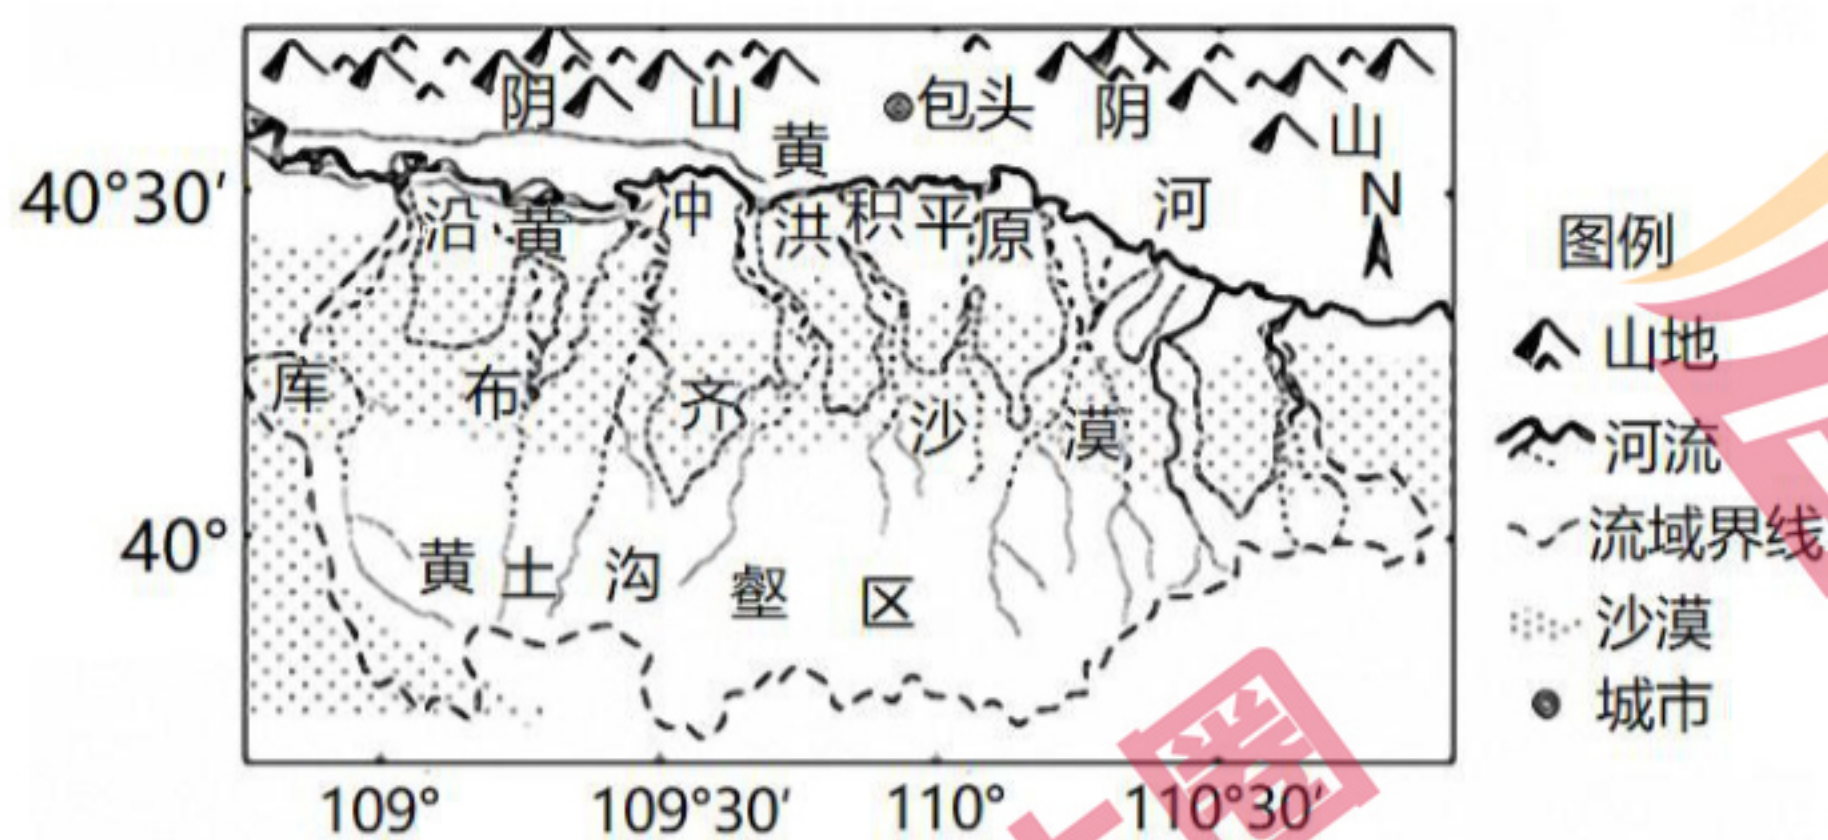 阴 山 包头 阴 山
黄
40°30′
沿 黄 冲 洪 积 平 原 河
N
库 布 齐 沙 漠
40°
黄 土 沟 壑 区
109° 109°30′ 110° 110°30′
图例
山地
河流
流域界线
沙漠
城市